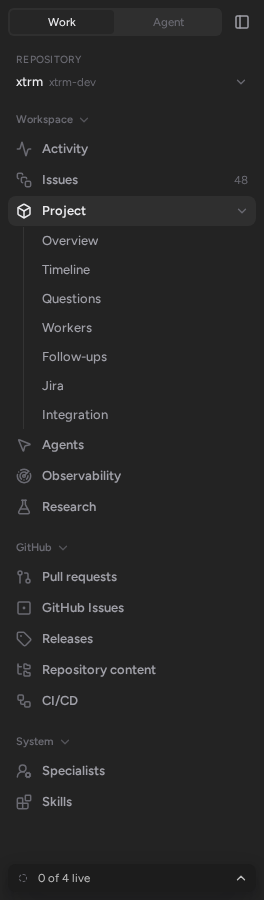 Work Agent
REPOSITORY
xtrm xtrm-dev
Workspace
Activity
Issues 48
Project
Overview
Timeline
Questions
Workers
Follow-ups
Jira
Integration
Agents
Observability
Research
GitHub
Pull requests
GitHub Issues
Releases
Repository content
CI/CD
System
Specialists
Skills
0 of 4 live